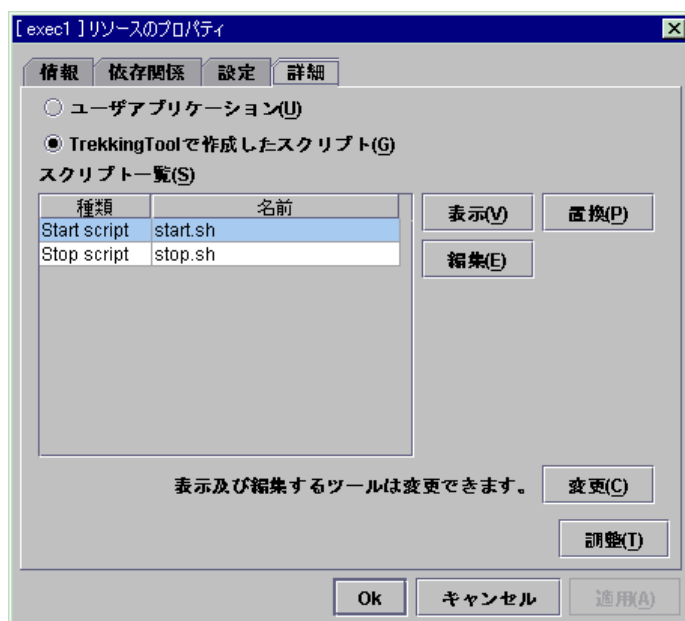 [ exec1 ]リソースのプロパティ
情報 依存関係 設定 詳細
ユーザアプリケーション(U)
TrekkingToolで作成したスクリプト(G)
スクリプト一覧(S)
種類 名前
Start script start.sh
Stop script stop.sh
表示(V) 置換(P)
編集(E)
表示及び編集するツールは変更できます。 変更(C)
調整(T)
Ok キャンセル 適用(A)